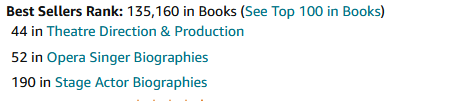 Best Sellers Rank: 135,160 in Books (See Top 100 in Books)
44 in Theatre Direction & Production
52 in Opera Singer Biographies
190 in Stage Actor Biographies